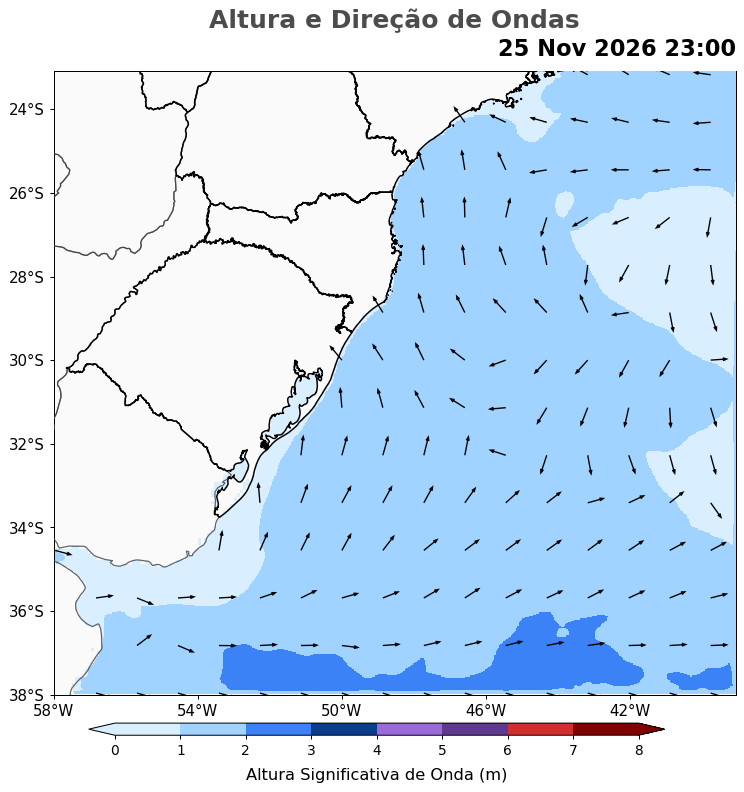 Altura e Direção de Ondas
25 Nov 2026 23:00
24°S
26°S
28°S
30°S
32°S
34°S
36°S
38°S
58°W 54°W 50°W 46°W 42°W
0 1 2 3 4 5 6 7 8
Altura Significativa de Onda (m)